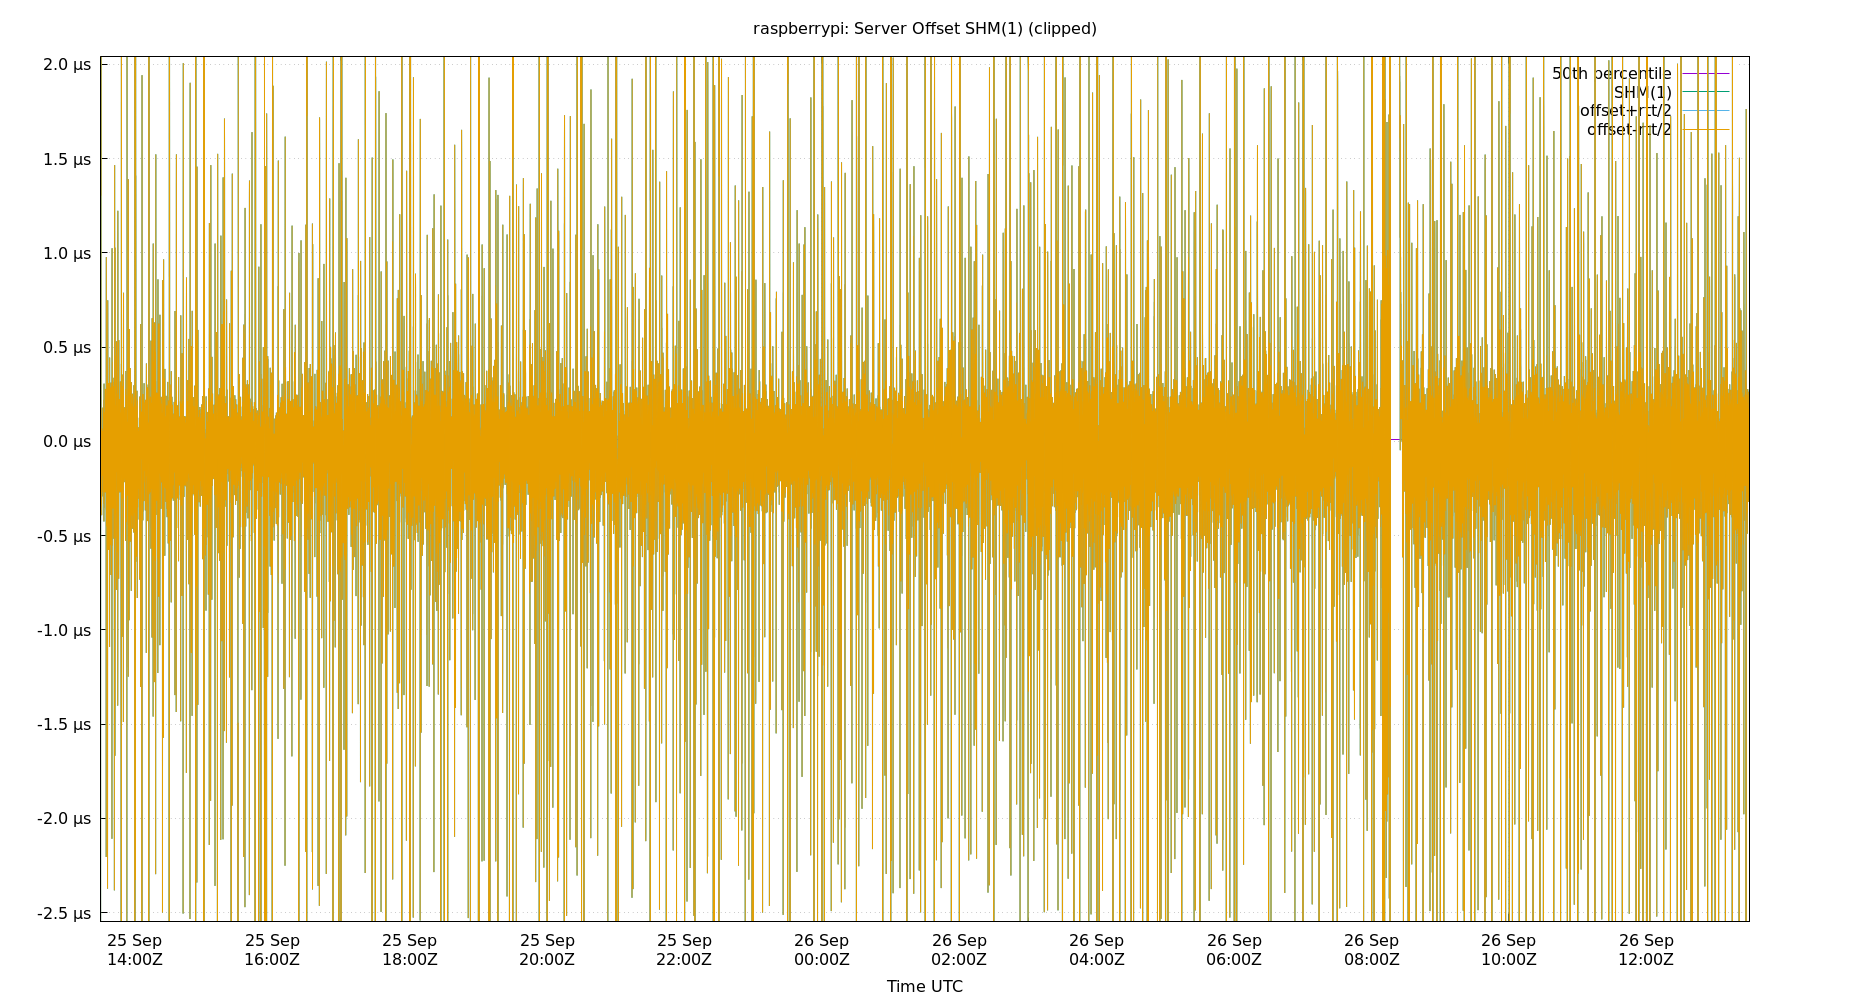 raspberrypi: Server Offset SHM(1) (clipped)
2.0 µs
1.5 µs
1.0 µs
0.5 µs
0.0 µs
-0.5 µs
-1.0 µs
-1.5 µs
-2.0 µs
-2.5 µs
50th percentile
SHM(1)
offset+rtt/2
offset-rtt/2
25 Sep 25 Sep 25 Sep 25 Sep 25 Sep 26 Sep 26 Sep 26 Sep 26 Sep 26 Sep 26 Sep 26 Sep
14:00Z 16:00Z 18:00Z 20:00Z 22:00Z 00:00Z 02:00Z 04:00Z 06:00Z 08:00Z 10:00Z 12:00Z
Time UTC